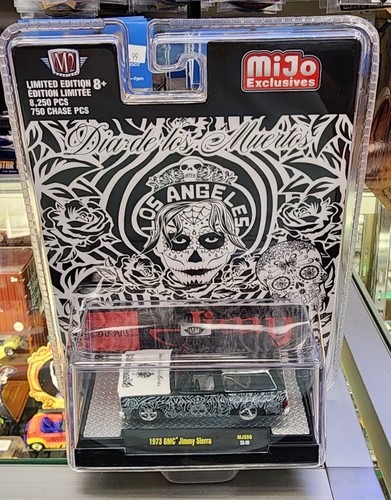 M2
MiJo
Exclusives
LIMITED EDITION 8+
ÉDITION LIMITÉE
8,250 PCS
750 CHASE PCS
Dia de los Muertos
LOS ANGELES
Jimmy
1973 GMC® Jimmy Sierra